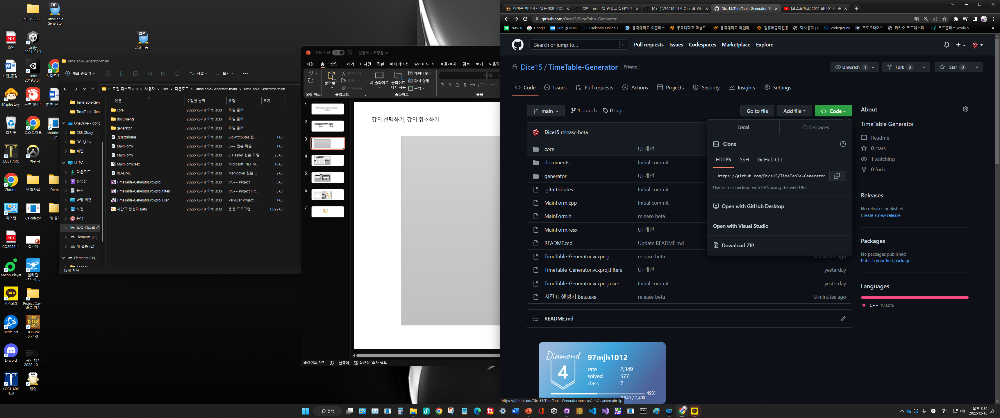 NT_19300...
TimeTable
Generator
초안
Unity
2021.3.1f1
알고리즘_...
01반_문정...
Unity
2019.3.0...
노마드코
MapleStory
곰플레이어
01반_문정
휴지통
로스트아크
shutdow
On
LOST ARK
오버워치
Chrome
백업자료
Demo
제어판
Calculator
새 폴더
CO2022i-1
겔카양
Melon Player
알라딘
전자책 ...
카카오톡
Project_Sav -
바로 가기
Battle.net
DOSBox
0.74-3
Discord
화면 캡처
2022-10-...
LOST ARK
TEST
알집
TimeTable-Generator-main
새로 만들기
정렬
보기
로컬 디스크 (C:) > 사용자 > user > 다운로드 > TimeTable-Generator-main > TimeTable-Generator-main
이름 수정한 날짜 유형 크기
TimeTable-Gen
TimeTable-Gen
OneDrive - dong
CSE_Study
DGU_Unv
취업
내 PC
다운로드
동영상
문서
바탕 화면
사진
음악
로컬 디스크 (C
Elements (D:)
새 볼륨 (E:)
Elements (D:)
core 2022-12-18 오후 3:33 파일 폴더
documents 2022-12-18 오후 3:33 파일 폴더
generator 2022-12-18 오후 3:33 파일 폴더
.gitattributes 2022-12-18 오후 3:33 Git Attributes 원... 1KB
MainForm 2022-12-18 오후 3:33 C++ 원본 파일 1KB
MainForm 2022-12-18 오후 3:33 C Header 원본 파일 25KB
MainForm.resx 2022-12-18 오후 3:33 Microsoft .NET M... 10KB
README 2022-12-18 오후 3:33 Markdown 원본 ... 2KB
TimeTable-Generator.vcxproj 2022-12-18 오후 3:33 VC++ Project 8KB
TimeTable-Generator.vcxproj.filters 2022-12-18 오후 3:33 VC++ Project Filt... 3KB
TimeTable-Generator.vcxproj.user 2022-12-18 오후 3:33 Per-User Project ... 1KB
시간표 생성기 Beta 2022-12-18 오후 3:33 응용 프로그램 1,092KB
12개 항목
자동 저장 켬 설명서 • 저장됨
파일 홈 삽입 그리기 디자인 전환 애니메이션 슬라이드 쇼 녹음/녹화 검토 보기 도움말
붙여넣기
잘라내기
복사
서식 복사
새 슬라이드
슬라이드
다시 사용
레이아웃
다시 설정
구역
18
실행 취소 클립보드 슬라이드 글꼴
1
2
3
4
5
6
7
강의 선택하기, 강의 취소하기
슬라이드 3/7 한국어 접근성: 조사 필요
아이콘 이미지가 없는 EXE 파일으
C언어 exe파일 만들고 실행하기
[C++] VS2019 에서 C++ 로 Win
Dice15/TimeTable-Generator: Ti
[로스트아크] 2022 로아온 윈
github.com/Dice15/TimeTable-Generator
NAVER Google Pub @ MME Baekjoon Online J... 동국대학교 이클래스 동국대학교 학생모... 동국대학교 메인페... 컴퓨터공학전공 학사공지 [1] codeground 프로그래머스 카카오 코드페스티... 코드플러스 (code.p...
Search or jump to... /
Pull requests Issues Codespaces Marketplace Explore
Dice15 / TimeTable-Generator Private
Unwatch 1 Fork 0 Star 0
Code Issues Pull requests Actions Projects Security Insights Settings
main 1 branch 0 tags Go to file Add file Code
Local Codespaces
Clone
HTTPS SSH GitHub CLI
https://github.com/Dice15/TimeTable-Generator
Use Git or checkout with SVN using the web URL.
Open with GitHub Desktop
Open with Visual Studio
Download ZIP
Dice15 release beta
core UI 개선
documents Initial commit
generator UI 개선
.gitattributes Initial commit
MainForm.cpp Initial commit
MainForm.h release beta
MainForm.resx UI 개선
README.md Update README.md
TimeTable-Generator.vcxproj release beta 8 minutes ago
TimeTable-Generator.vcxproj.filters UI 개선 yesterday
TimeTable-Generator.vcxproj.user Initial commit yesterday
시간표 생성기 Beta.exe release beta 8 minutes ago
README.md
Diamond
4
97mjh1012
rate 2,349
solved 577
class 7
49%
2,349 / 2,400
https://github.com/Dice15/TimeTable-Generator/archive/refs/heads/main.zip
About
TimeTable Generator
Readme
0 stars
1 watching
0 forks
Releases
No releases published
Create a new release
Packages
No packages published
Publish your first package
Languages
C++ 100.0%
검색
한
오후 3:39
2022-12-18